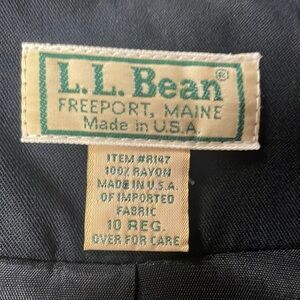 L.L. Bean®
FREEPORT, MAINE
Made in U.S.A.
ITEM #R147
100% RAYON
MADE IN U.S.A.
OF IMPORTED
FABRIC
10 REG.
OVER FOR CARE